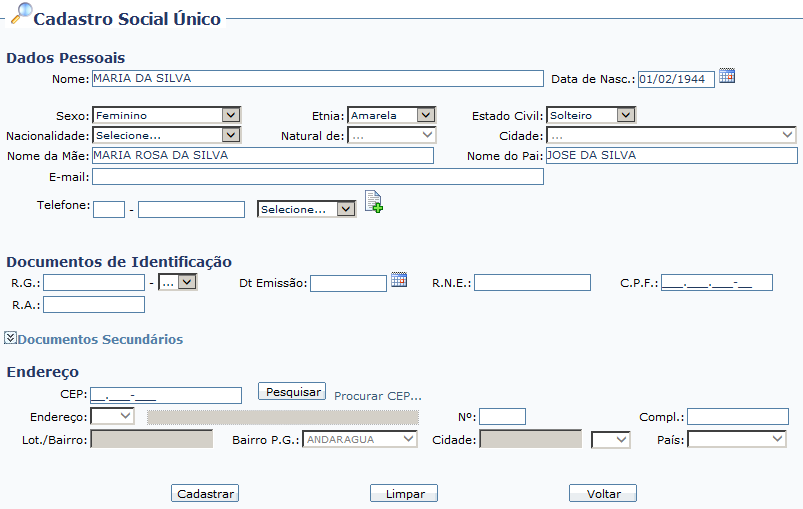 Cadastro Social Único
Dados Pessoais
Nome: MARIA DA SILVA Data de Nasc.: 01/02/1944
Sexo: Feminino Etnia: Amarela Estado Civil: Solteiro
Nacionalidade: Selecione... Natural de: ... Cidade: ...
Nome da Mãe: MARIA ROSA DA SILVA Nome do Pai: JOSE DA SILVA
E-mail:
Telefone: - Selecione...
Documentos de Identificação
R.G.: - ... Dt Emissão: R.N.E.: C.P.F.: ___.___.___-__
R.A.:
Documentos Secundários
Endereço
CEP: __.___-___ Pesquisar Procurar CEP...
Endereço: Nº: Compl.:
Lot./Bairro: Bairro P.G.: ANDARAGUA Cidade: País:
Cadastrar Limpar Voltar